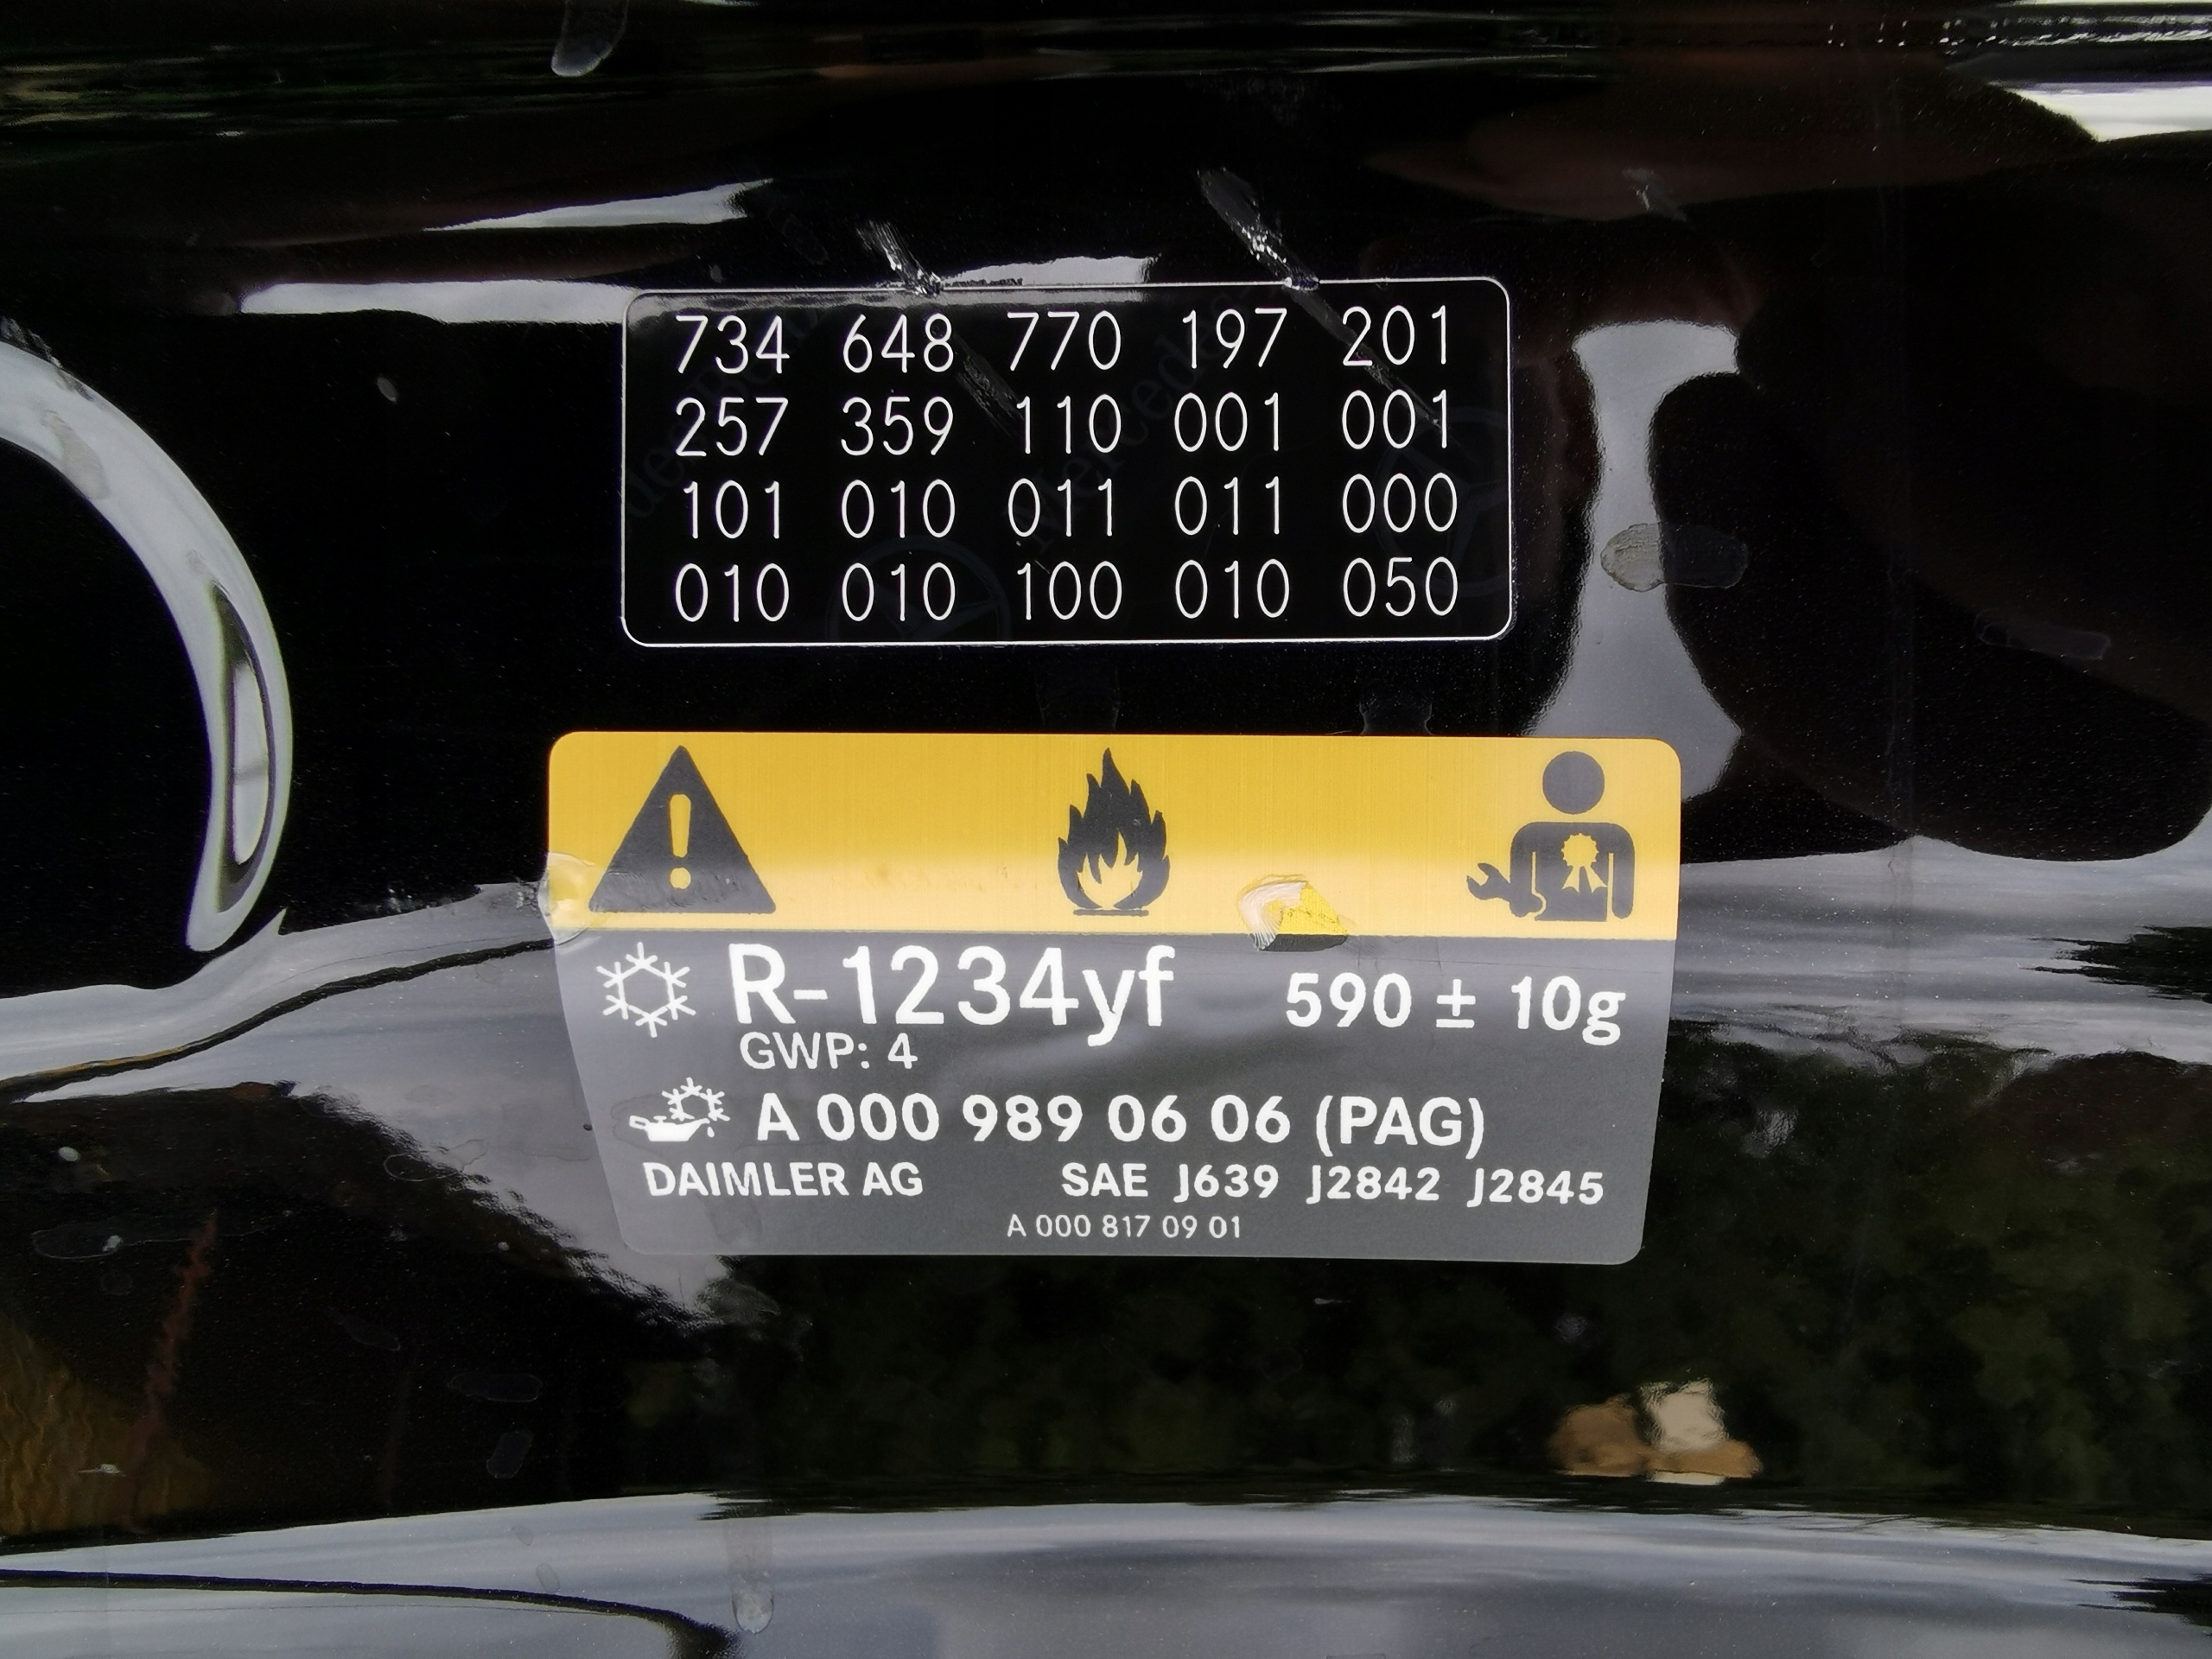 734 648 770 197 201
257 359 110 001 001
101 010 011 011 000
010 010 100 010 050
R-1234yf 590 ± 10g
GWP: 4
A 000 989 06 06 (PAG)
DAIMLER AG SAE J639 J2842 J2845
A 000 817 09 01